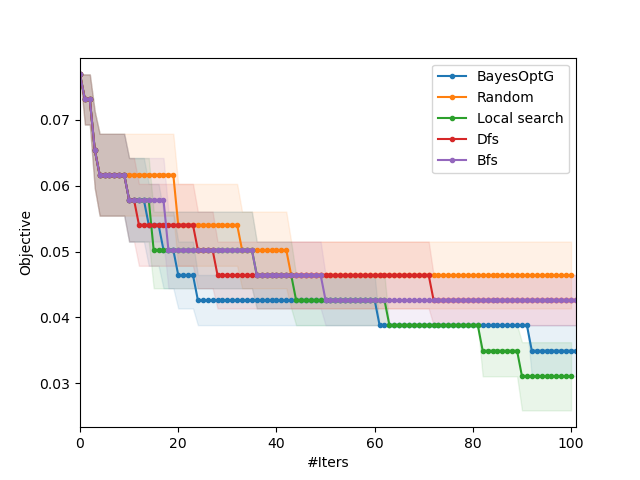 BayesOptG
Random
Local search
Dfs
Bfs
0.07
0.06
0.05
0.04
0.03
Objective
0 20 40 60 80 100
#Iters